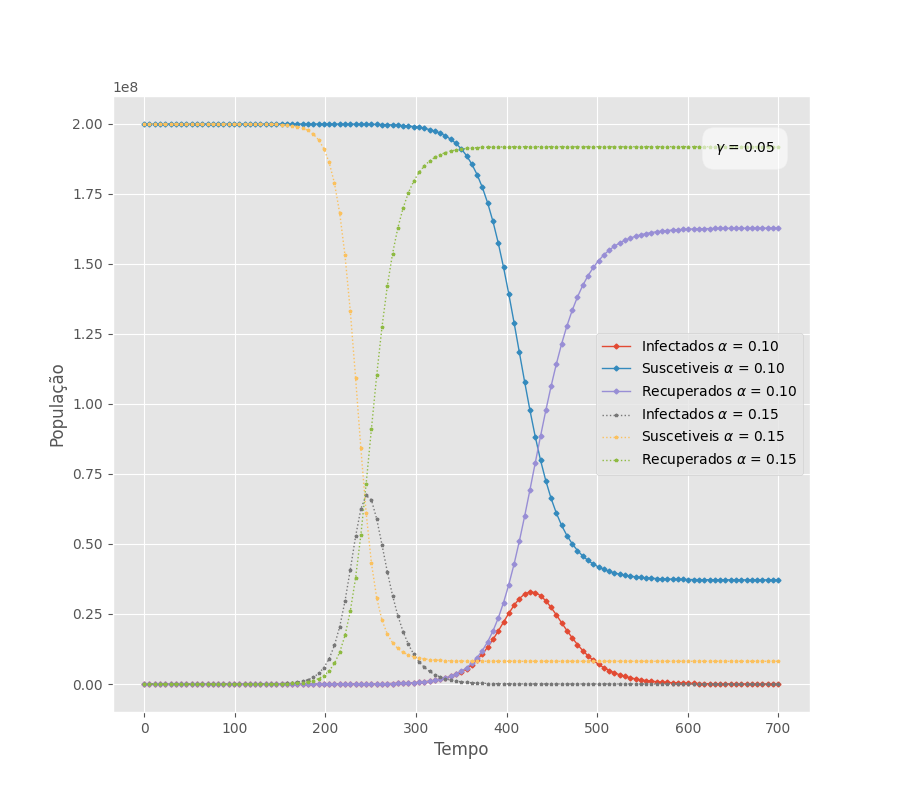 1e8
2.00
1.75
1.50
1.25
1.00
0.75
0.50
0.25
0.00
População
γ = 0.05
Infectados α = 0.10
Suscetiveis α = 0.10
Recuperados α = 0.10
Infectados α = 0.15
Suscetiveis α = 0.15
Recuperados α = 0.15
0 100 200 300 400 500 600 700
Tempo